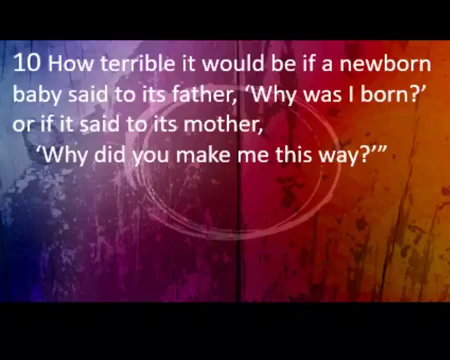 10 How terrible it would be if a newborn
baby said to its father, ‘Why was I born?’
or if it said to its mother,
‘Why did you make me this way?’”